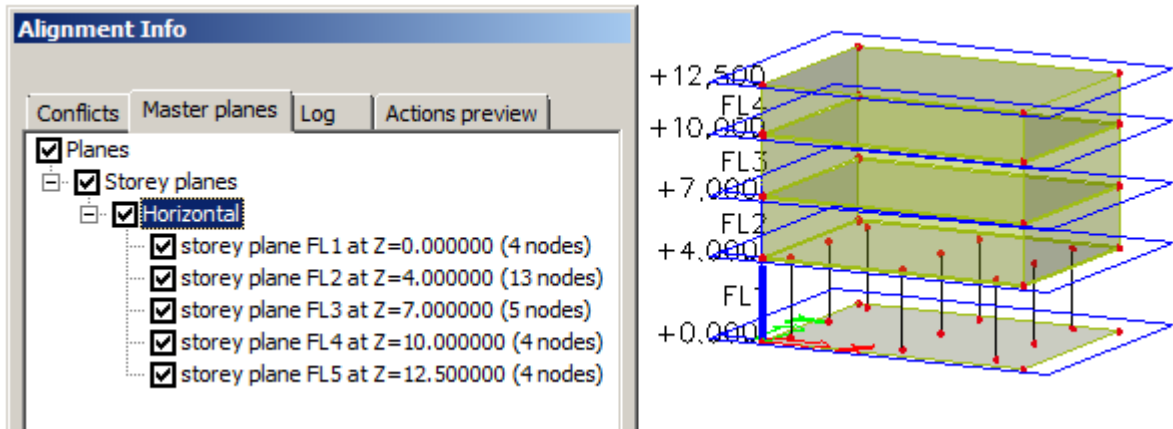 Alignment Info
Conflicts Master planes Log Actions preview
Planes
Storey planes
Horizontal
storey plane FL1 at Z=0.000000 (4 nodes)
storey plane FL2 at Z=4.000000 (13 nodes)
storey plane FL3 at Z=7.000000 (5 nodes)
storey plane FL4 at Z=10.000000 (4 nodes)
storey plane FL5 at Z=12.500000 (4 nodes)
+12,500
FL4
+10,000
FL3
+7,000
FL2
+4,000
FL1
+0,000